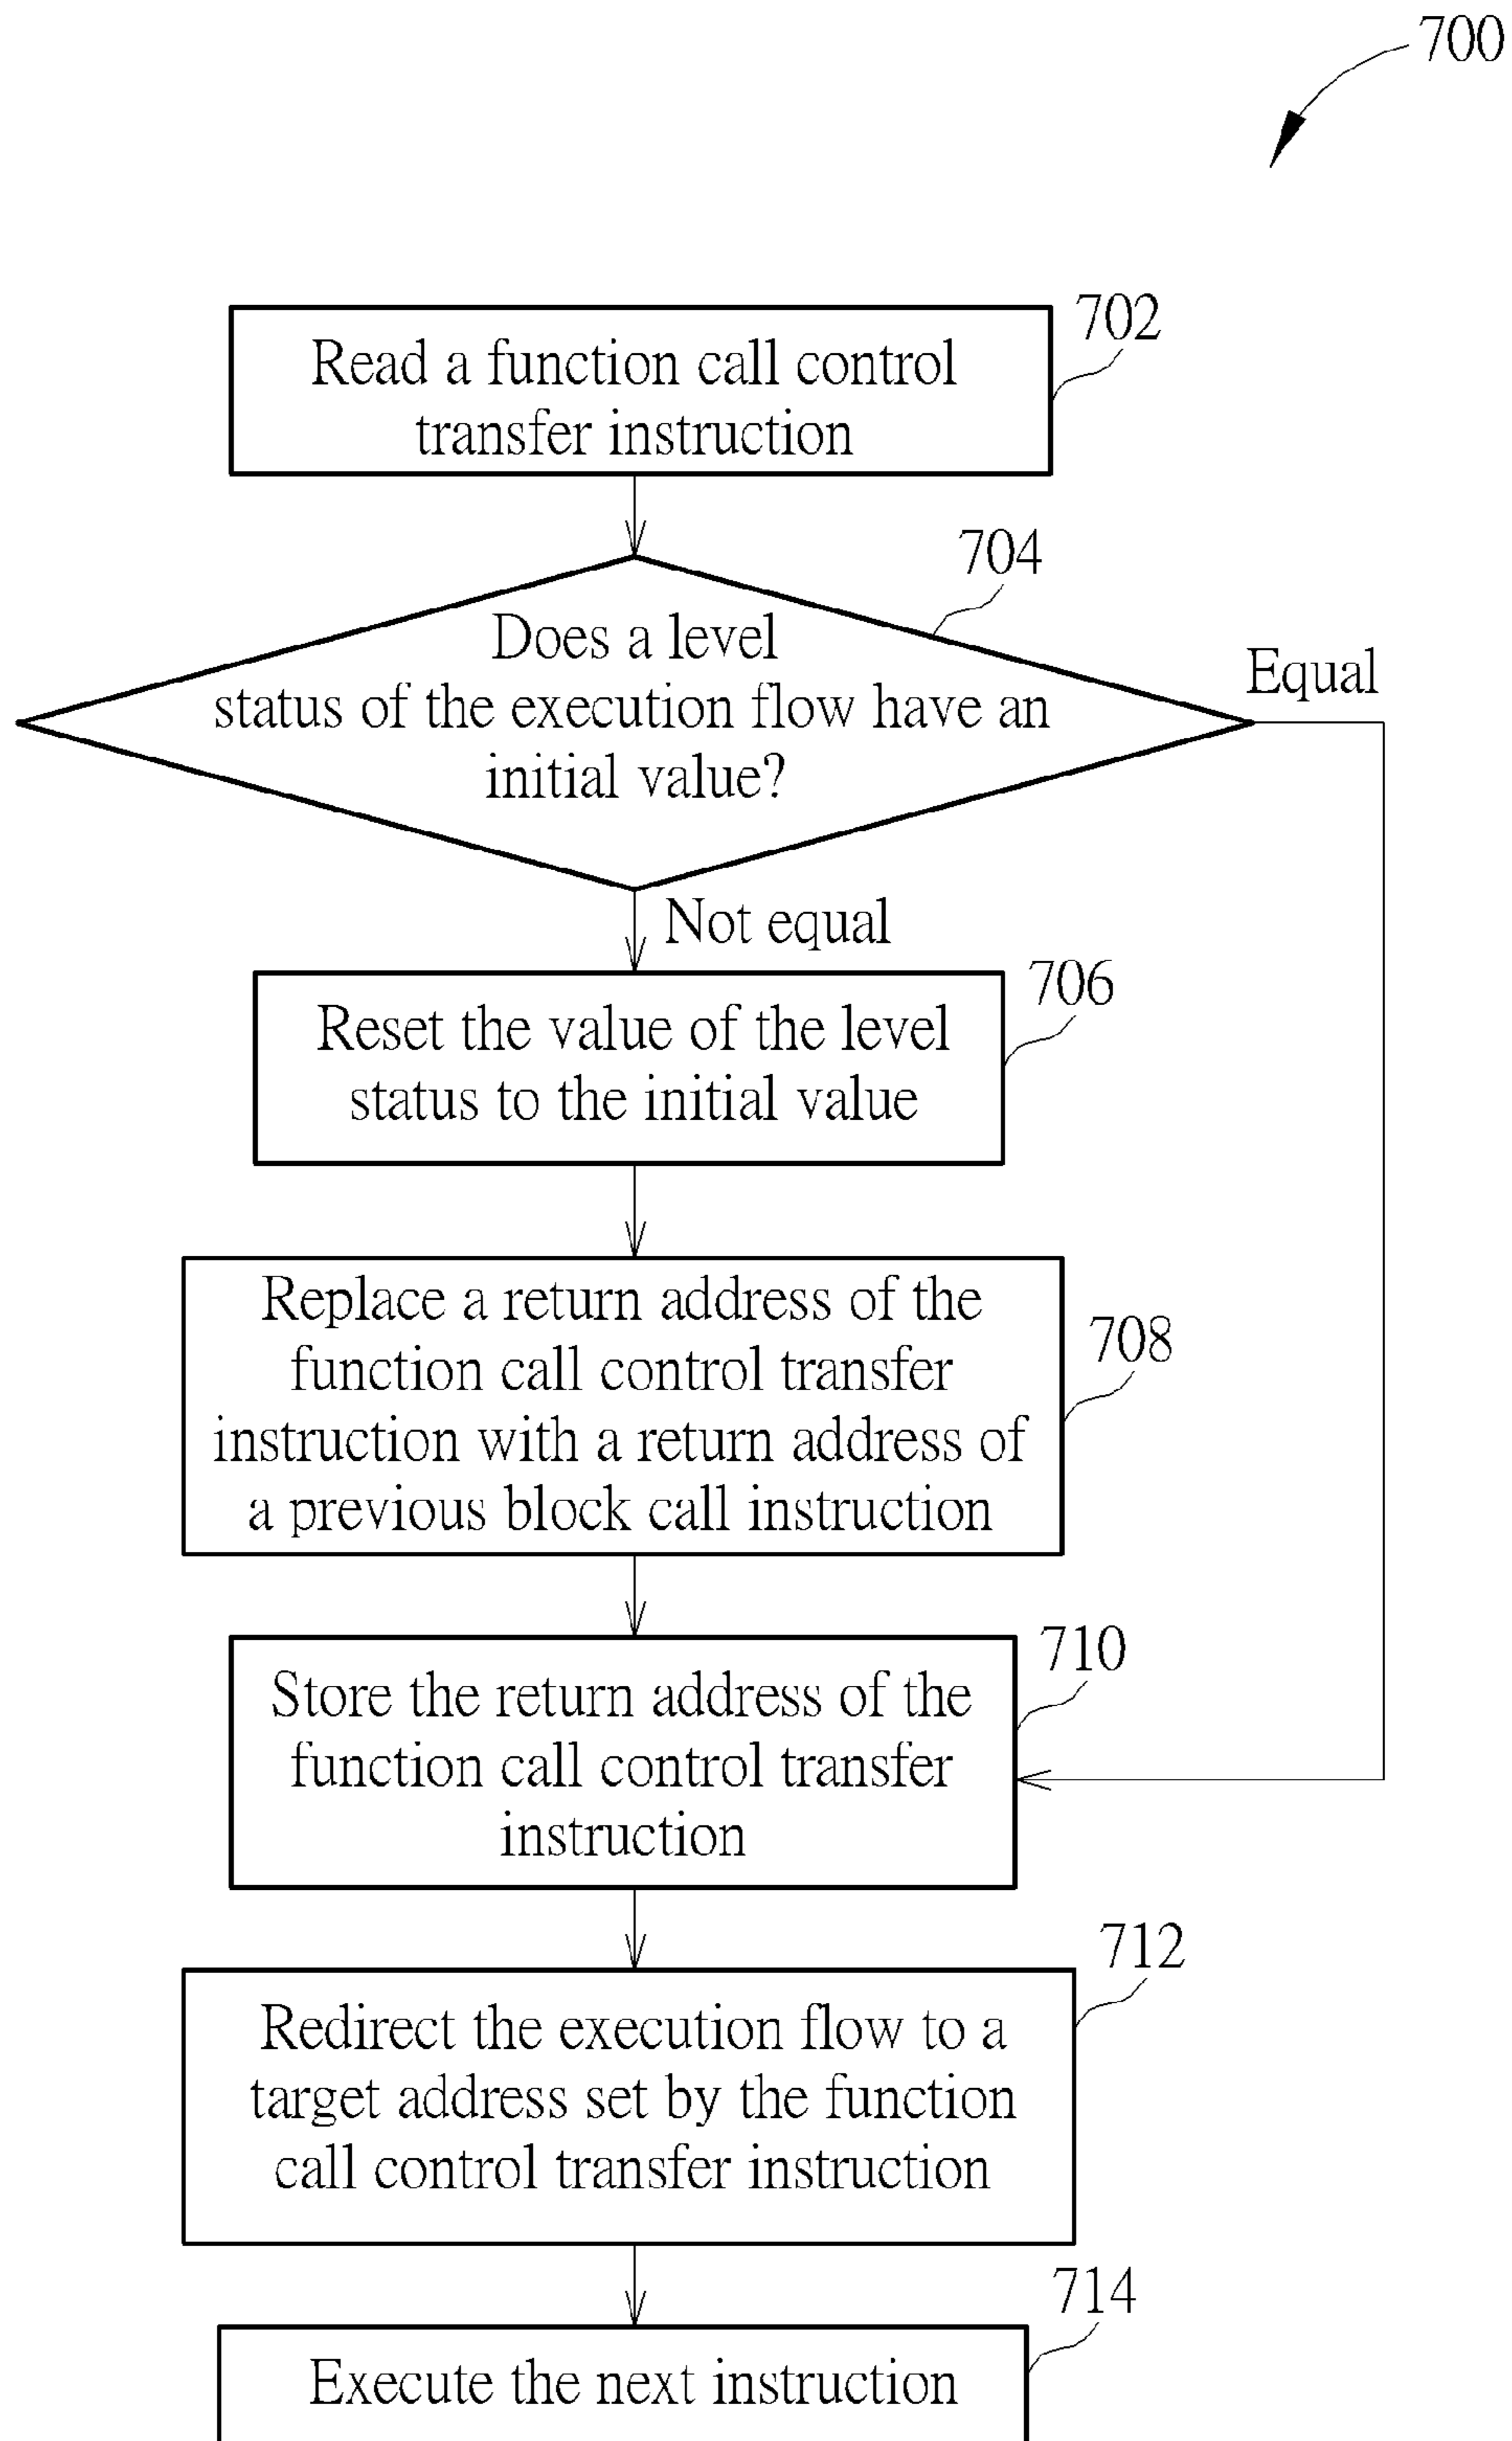 700
702
Read a function call control
transfer instruction
704
Does a level
status of the execution flow have an
initial value?
Equal
Not equal
706
Reset the value of the level
status to the initial value
Replace a return address of the
function call control transfer
instruction with a return address of
a previous block call instruction
708
710
Store the return address of the
function call control transfer
instruction
712
Redirect the execution flow to a
target address set by the function
call control transfer instruction
714
Execute the next instruction